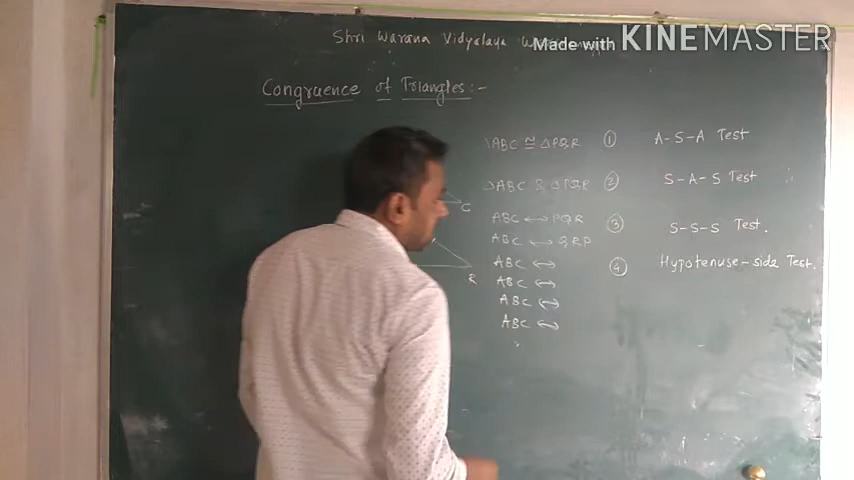 Shri Warana Vidyalaya
Made with KINEMASTER
Congruence of Triangles :-
ABC ≅ △PQR
① A-S-A Test
△ABC & △PQR
② S-A-S Test
C
ABC ↔ PQR
③ S-S-S Test.
ABC ↔ QRP
ABC ↔
④ Hypotenuse-side Test.
R
ABC ↔
ABC ↔
ABC ↔